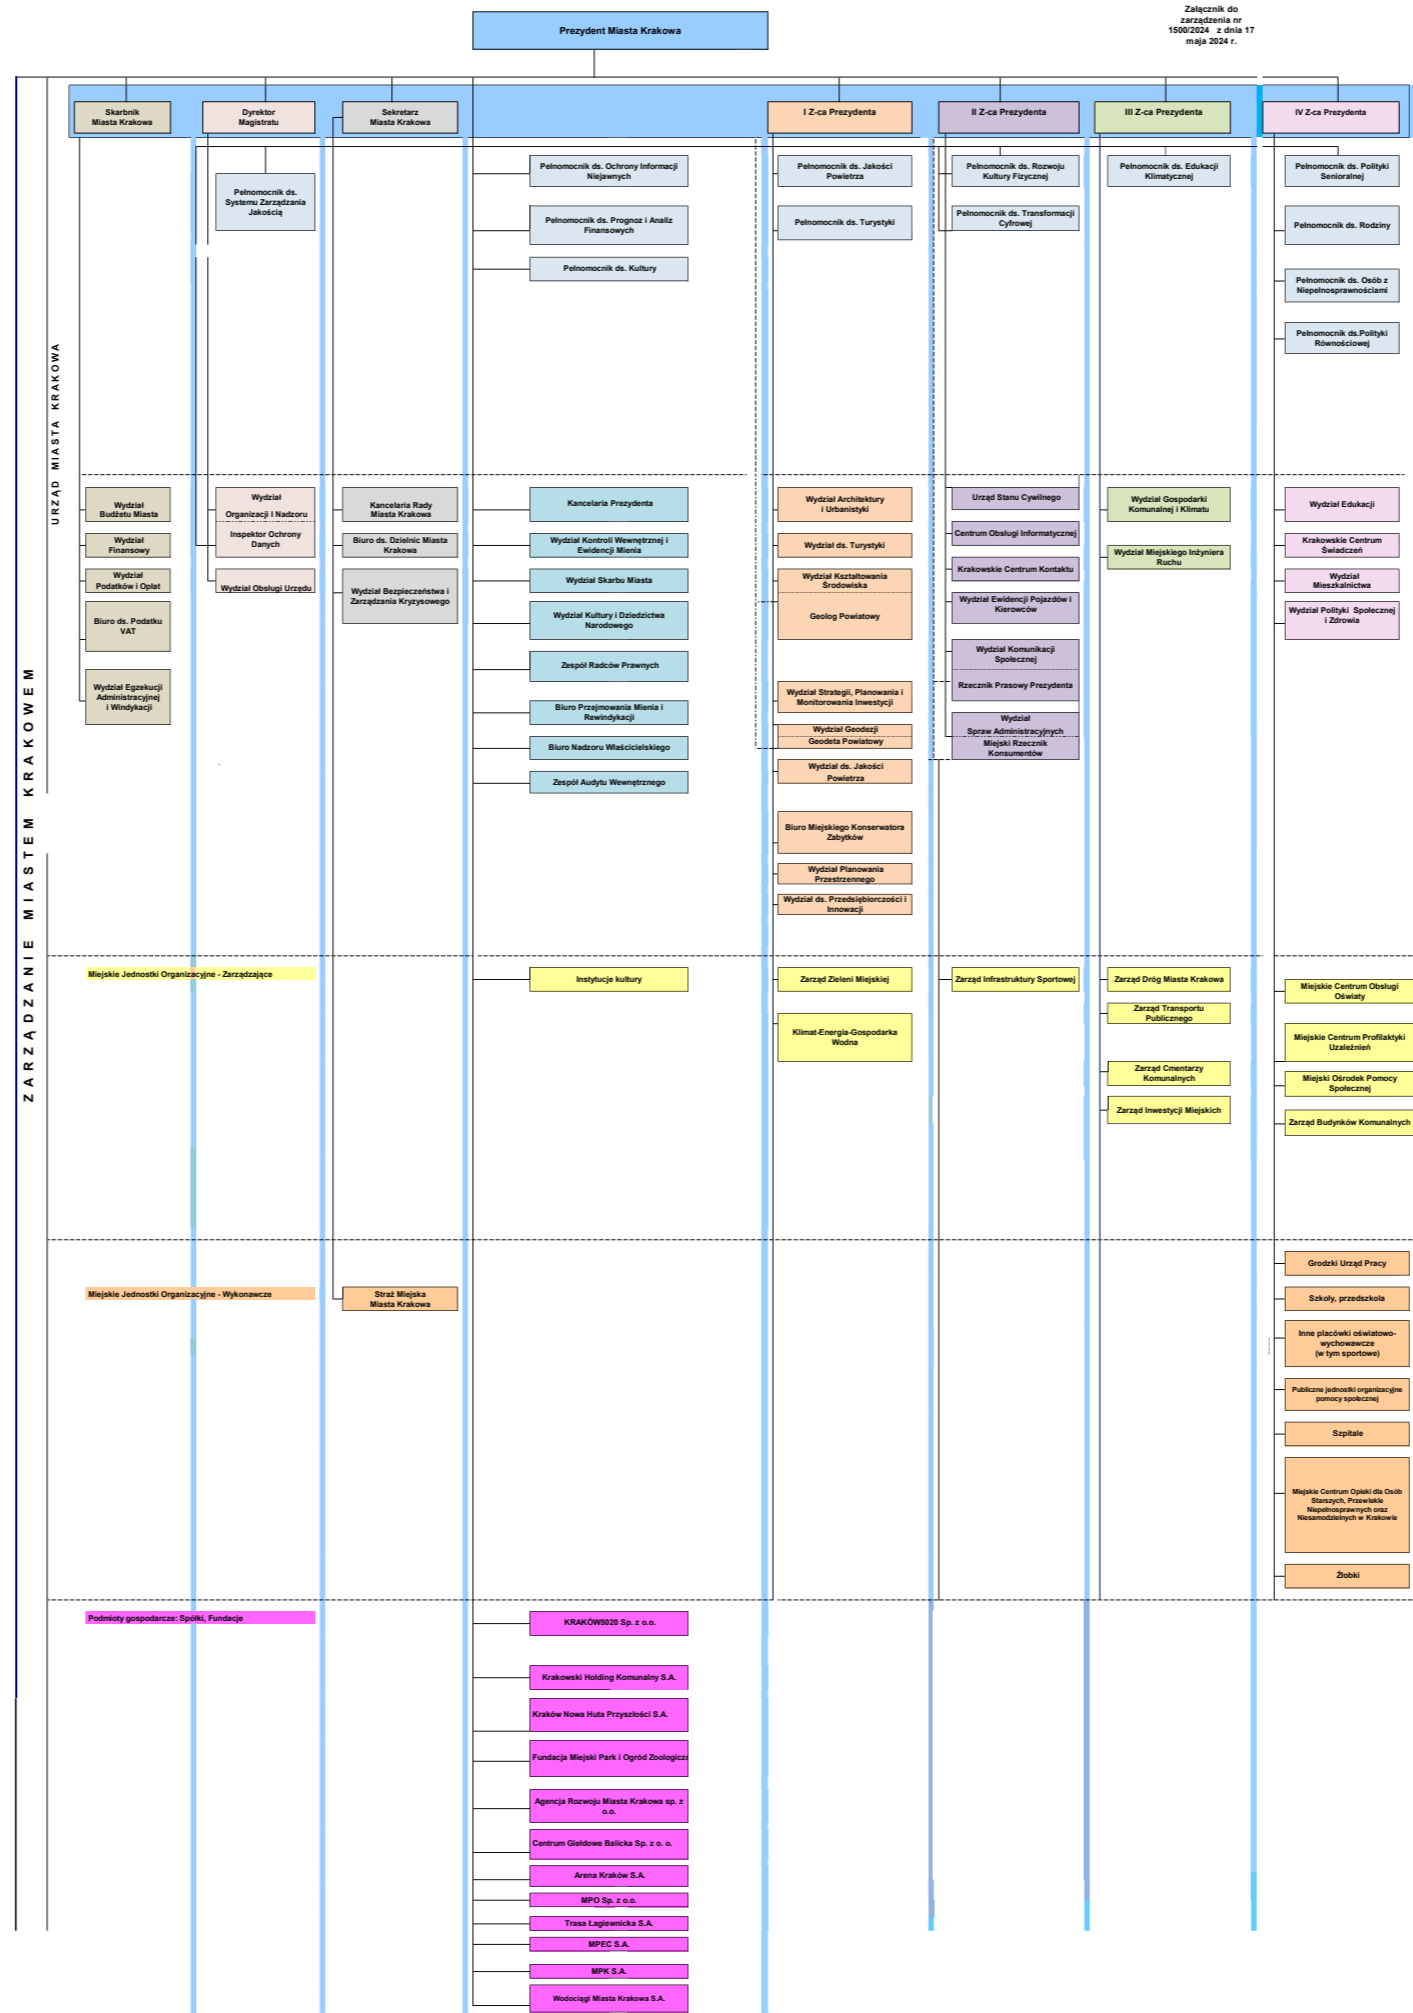 Załącznik do
zarządzenia nr
1500/2024 z dnia 17
maja 2024 r.
Prezydent Miasta Krakowa
Skarbnik
Miasta Krakowa
Dyrektor
Magistratu
Sekretarz
Miasta Krakowa
I Z-ca Prezydenta
II Z-ca Prezydenta
III Z-ca Prezydenta
IV Z-ca Prezydenta
ZARZĄDZANIE MIASTEM KRAKOWEM
URZĄD MIASTA KRAKOWA
Pełnomocnik ds.
Systemu Zarządzania
Jakością
Pełnomocnik ds. Ochrony Informacji
Niejawnych
Pełnomocnik ds. Prognoz i Analiz
Finansowych
Pełnomocnik ds. Kultury
Pełnomocnik ds. Jakości
Powietrza
Pełnomocnik ds. Turystyki
Pełnomocnik ds. Rozwoju
Kultury Fizycznej
Pełnomocnik ds. Transformacji
Cyfrowej
Pełnomocnik ds. Edukacji
Klimatycznej
Pełnomocnik ds. Polityki
Senioralnej
Pełnomocnik ds. Rodziny
Pełnomocnik ds. Osób z
Niepełnosprawnościami
Pełnomocnik ds.Polityki
Równościowej
Wydział
Budżetu Miasta
Wydział
Finansowy
Wydział
Podatków i Opłat
Biuro ds. Podatku
VAT
Wydział Egzekucji
Administracyjnej
i Windykacji
Wydział
Organizacji I Nadzoru
Inspektor Ochrony
Danych
Wydział Obsługi Urzędu
Kancelaria Rady
Miasta Krakowa
Biuro ds. Dzielnic Miasta
Krakowa
Wydział Bezpieczeństwa i
Zarządzania Kryzysowego
Kancelaria Prezydenta
Wydział Kontroli Wewnętrznej i
Ewidencji Mienia
Wydział Skarbu Miasta
Wydział Kultury i Dziedzictwa
Narodowego
Zespół Radców Prawnych
Biuro Przejmowania Mienia i
Rewindykacji
Biuro Nadzoru Właścicielskiego
Zespół Audytu Wewnętrznego
Wydział Architektury
i Urbanistyki
Wydział ds. Turystyki
Wydział Kształtowania
Środowiska
Geolog Powiatowy
Wydział Strategii, Planowania i
Monitorowania Inwestycji
Wydział Geodezji
Geodeta Powiatowy
Wydział ds. Jakości
Powietrza
Biuro Miejskiego Konserwatora
Zabytków
Wydział Planowania
Przestrzennego
Wydział ds. Przedsiębiorczości i
Innowacji
Urząd Stanu Cywilnego
Centrum Obsługi Informatycznej
Krakowskie Centrum Kontaktu
Wydział Ewidencji Pojazdów i
Kierowców
Wydział Komunikacji
Społecznej
Rzecznik Prasowy Prezydenta
Wydział
Spraw Administracyjnych
Miejski Rzecznik
Konsumentów
Wydział Gospodarki
Komunalnej i Klimatu
Wydział Miejskiego Inżyniera
Ruchu
Wydział Edukacji
Krakowskie Centrum
Świadczeń
Wydział
Mieszkalnictwa
Wydział Polityki Społecznej
i Zdrowia
Miejskie Jednostki Organizacyjne - Zarządzające
Instytucje kultury
Zarząd Zieleni Miejskiej
Klimat-Energia-Gospodarka
Wodna
Zarząd Infrastruktury Sportowej
Zarząd Dróg Miasta Krakowa
Zarząd Transportu
Publicznego
Zarząd Cmentarzy
Komunalnych
Zarząd Inwestycji Miejskich
Miejskie Centrum Obsługi
Oświaty
Miejskie Centrum Profilaktyki
Uzależnień
Miejski Ośrodek Pomocy
Społecznej
Zarząd Budynków Komunalnych
Miejskie Jednostki Organizacyjne - Wykonawcze
Straż Miejska
Miasta Krakowa
Grodzki Urząd Pracy
Szkoły, przedszkola
Inne placówki oświatowo-
wychowawcze
(w tym sportowe)
Publiczne jednostki organizacyjne
pomocy społecznej
Szpitale
Miejskie Centrum Opieki dla Osób
Starszych, Przewlekle
Niepełnosprawnych oraz
Niesamodzielnych w Krakowie
Żłobki
Podmioty gospodarcze: Spółki, Fundacje
KRAKÓW5020 Sp. z o.o.
Krakowski Holding Komunalny S.A.
Kraków Nowa Huta Przyszłości S.A.
Fundacja Miejski Park i Ogród Zoologiczn
Agencja Rozwoju Miasta Krakowa sp. z
o.o.
Centrum Giełdowe Balicka Sp. z o. o.
Arena Kraków S.A.
MPO Sp. z o.o.
Trasa Łagiewnicka S.A.
MPEC S.A.
MPK S.A.
Wodociągi Miasta Krakowa S.A.